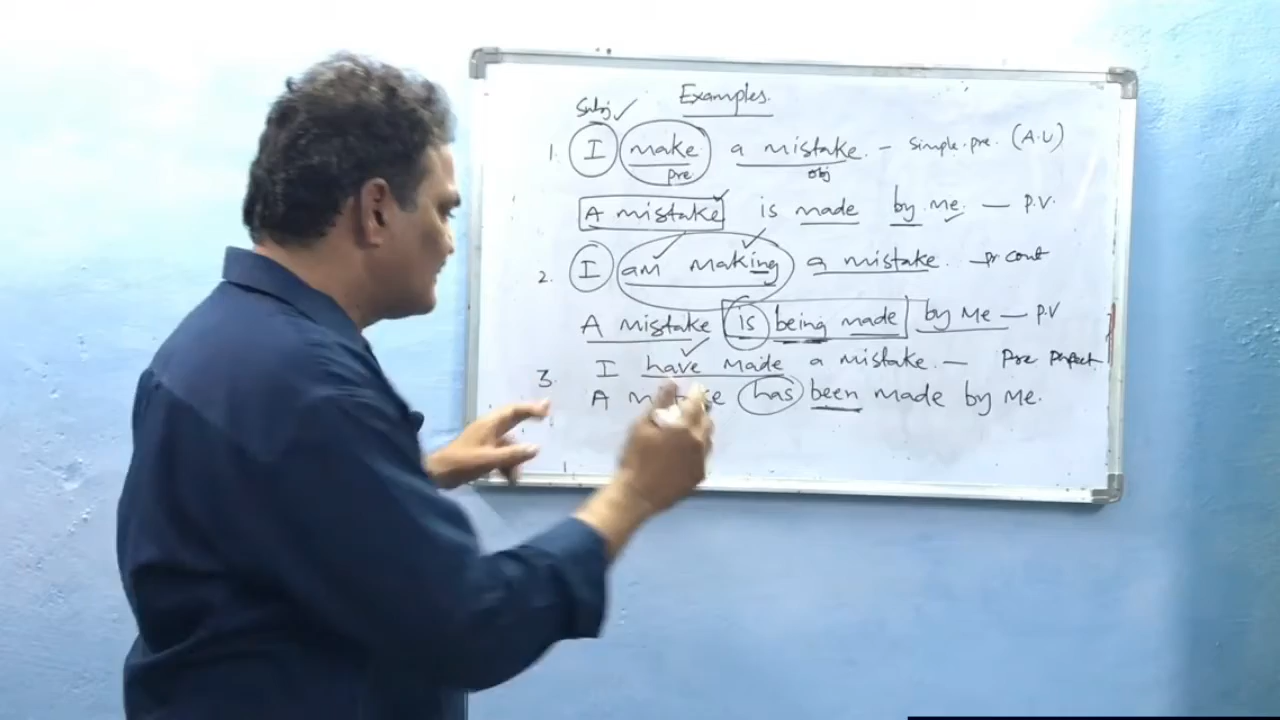 Examples.
Subj ✓
1. I make a mistake. - Simple.pre. (A.V)
pre obj
A mistake is made by me. — P.V.
2. I am making a mistake. - pr cont
A mistake is being made by Me — P.V
3. I have made a mistake. — Pre perfect
A has been made by Me.